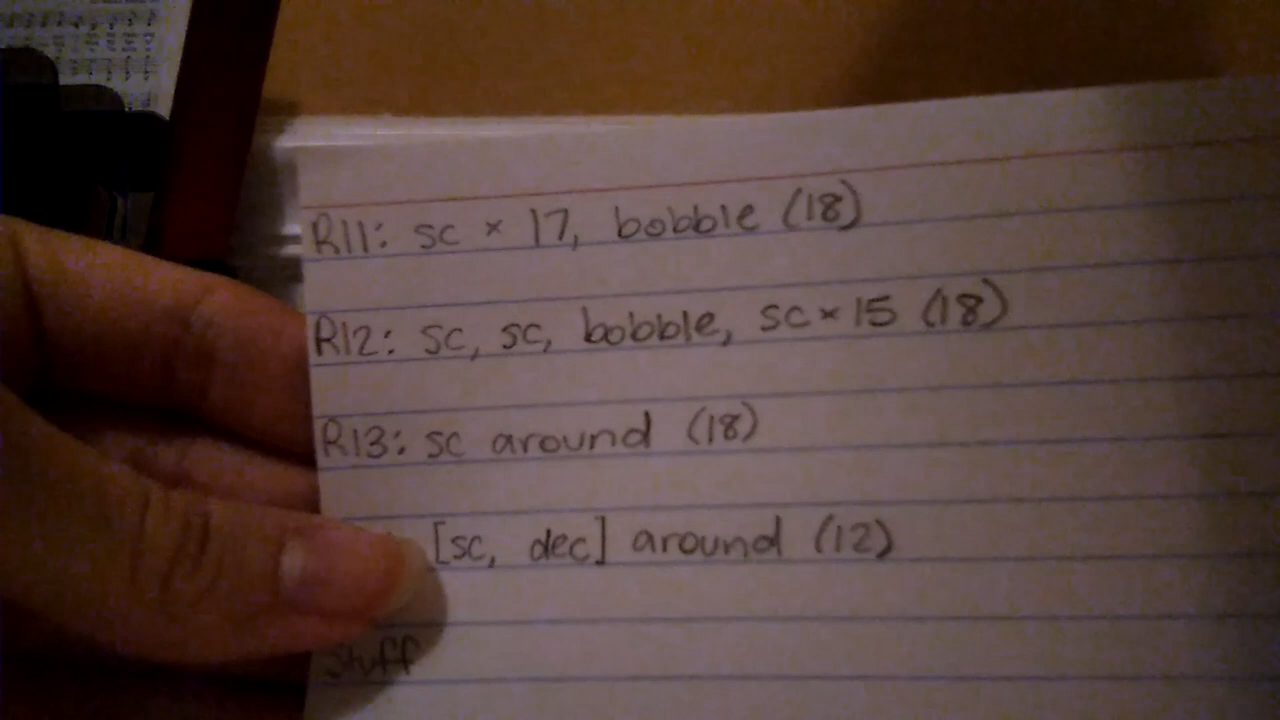 R11: sc × 17, bobble (18)
R12: sc, sc, bobble, sc × 15 (18)
R13: sc around (18)
[sc, dec] around (12)
Stuff